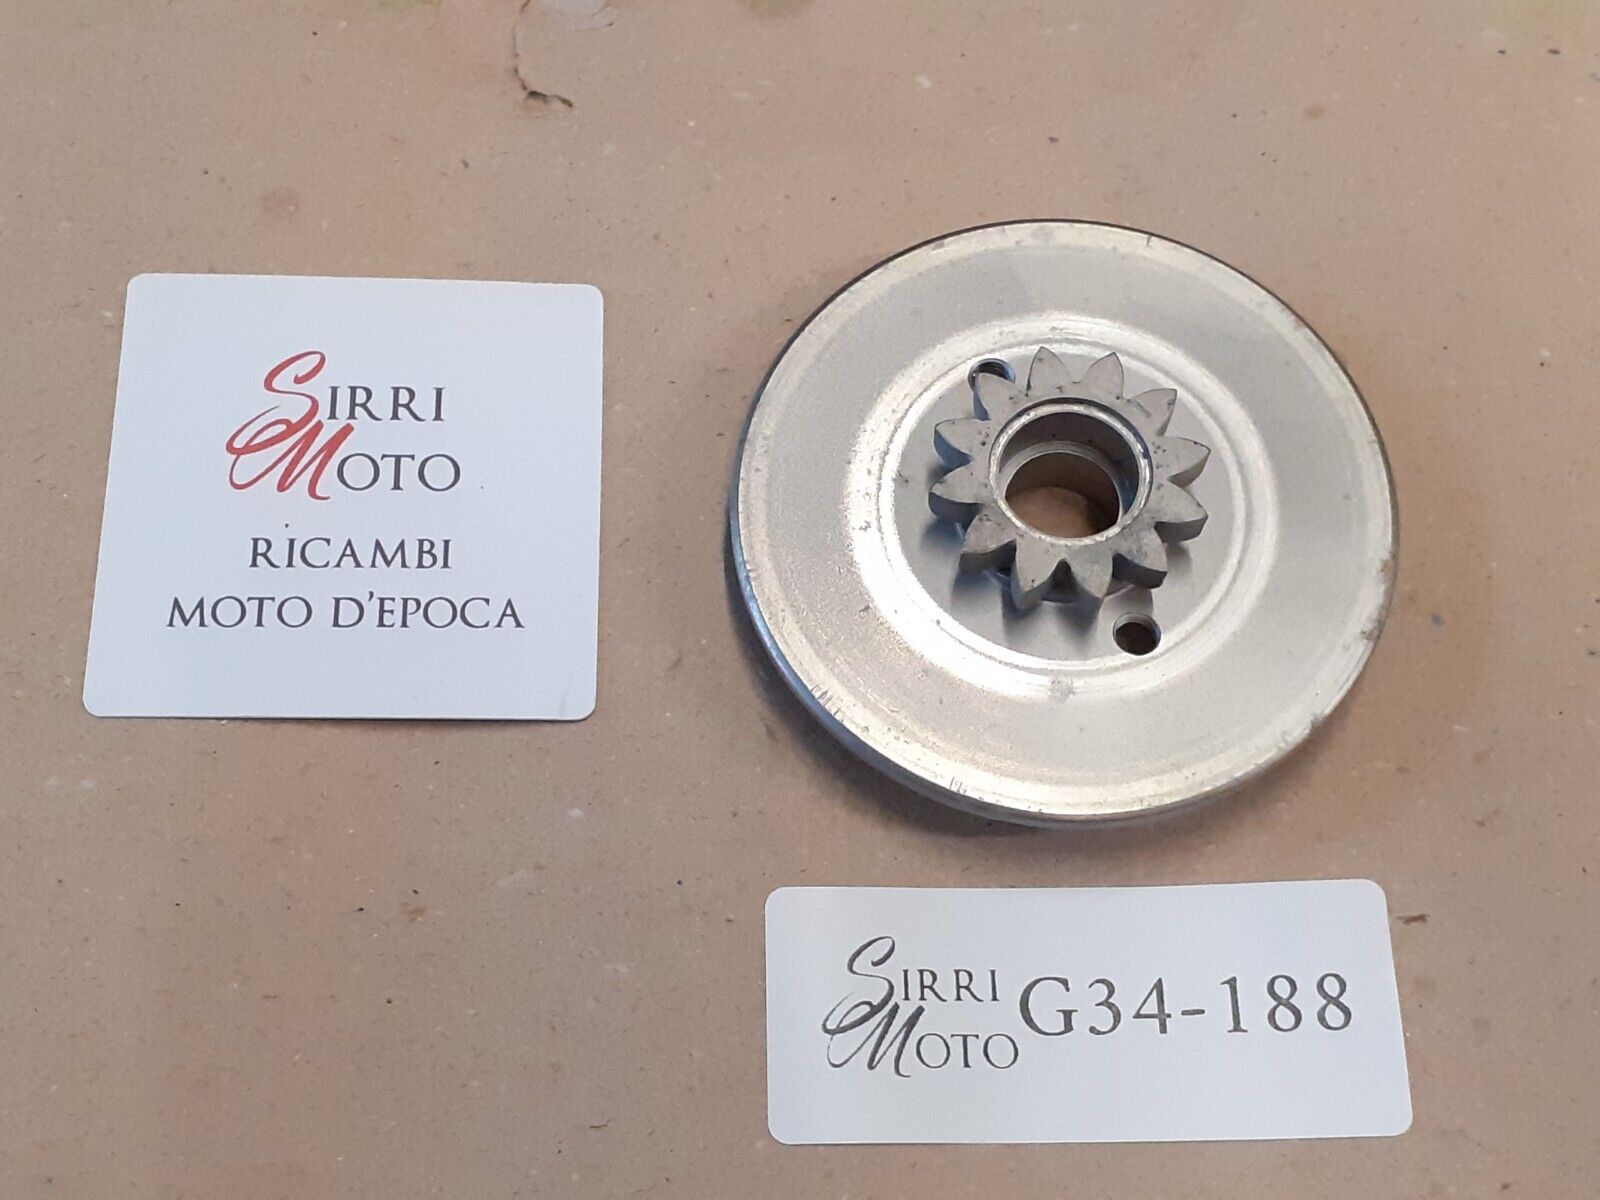 SIRRI
MOTO
RICAMBI
MOTO D'EPOCA
SIRRI
MOTO
G34-188